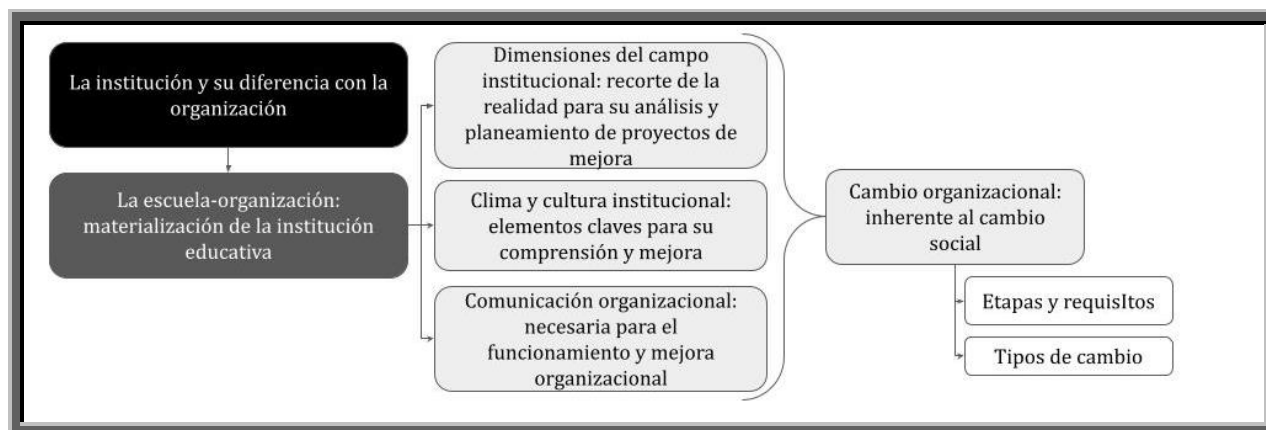 La institución y su diferencia con la
organización
La escuela-organización:
materialización de la institución
educativa
Dimensiones del campo
institucional: recorte de la
realidad para su análisis y
planeamiento de proyectos de
mejora
Clima y cultura institucional:
elementos claves para su
comprensión y mejora
Comunicación organizacional:
necesaria para el
funcionamiento y mejora
organizacional
Cambio organizacional:
inherente al cambio
social
Etapas y requisItos
Tipos de cambio